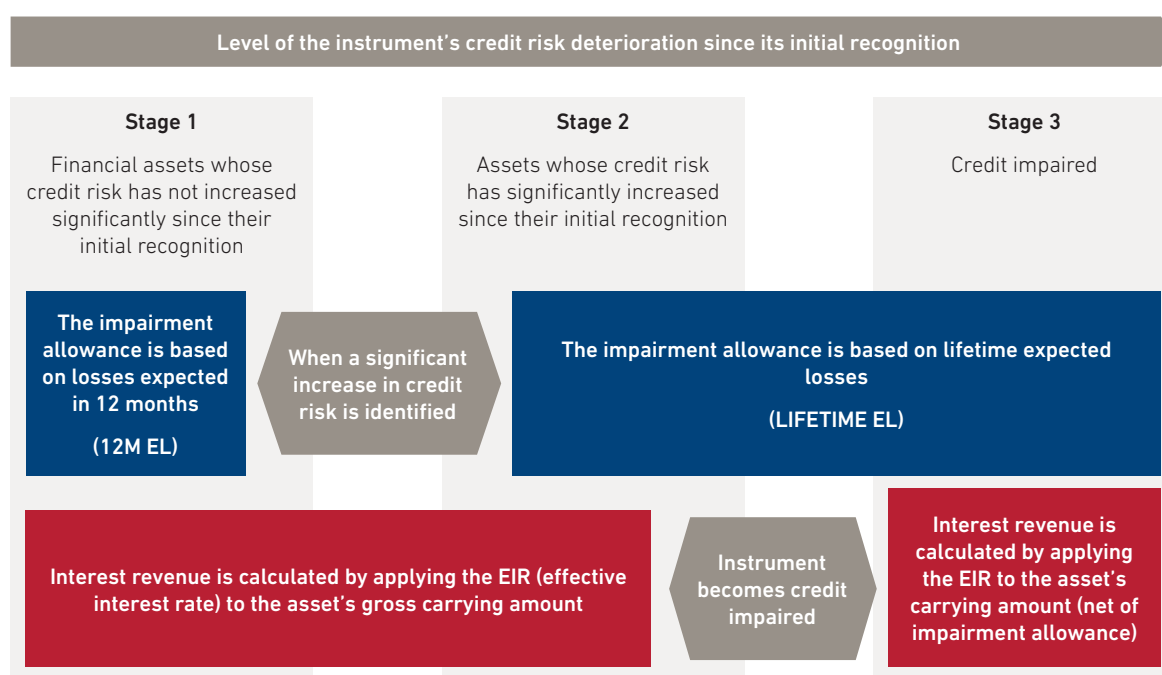 Level of the instrument's credit risk deterioration since its initial recognition
Stage 1
Financial assets whose
credit risk has not increased
significantly since their
initial recognition
Stage 2
Assets whose credit risk
has significantly increased
since their initial recognition
Stage 3
Credit impaired
The impairment
allowance is based
on losses expected
in 12 months
(12M EL)
When a significant
increase in credit
risk is identified
The impairment allowance is based on lifetime expected
losses
(LIFETIME EL)
Interest revenue is calculated by applying the EIR (effective
interest rate) to the asset's gross carrying amount
Instrument
becomes credit
impaired
Interest revenue is
calculated by applying
the EIR to the asset's
carrying amount (net of
impairment allowance)